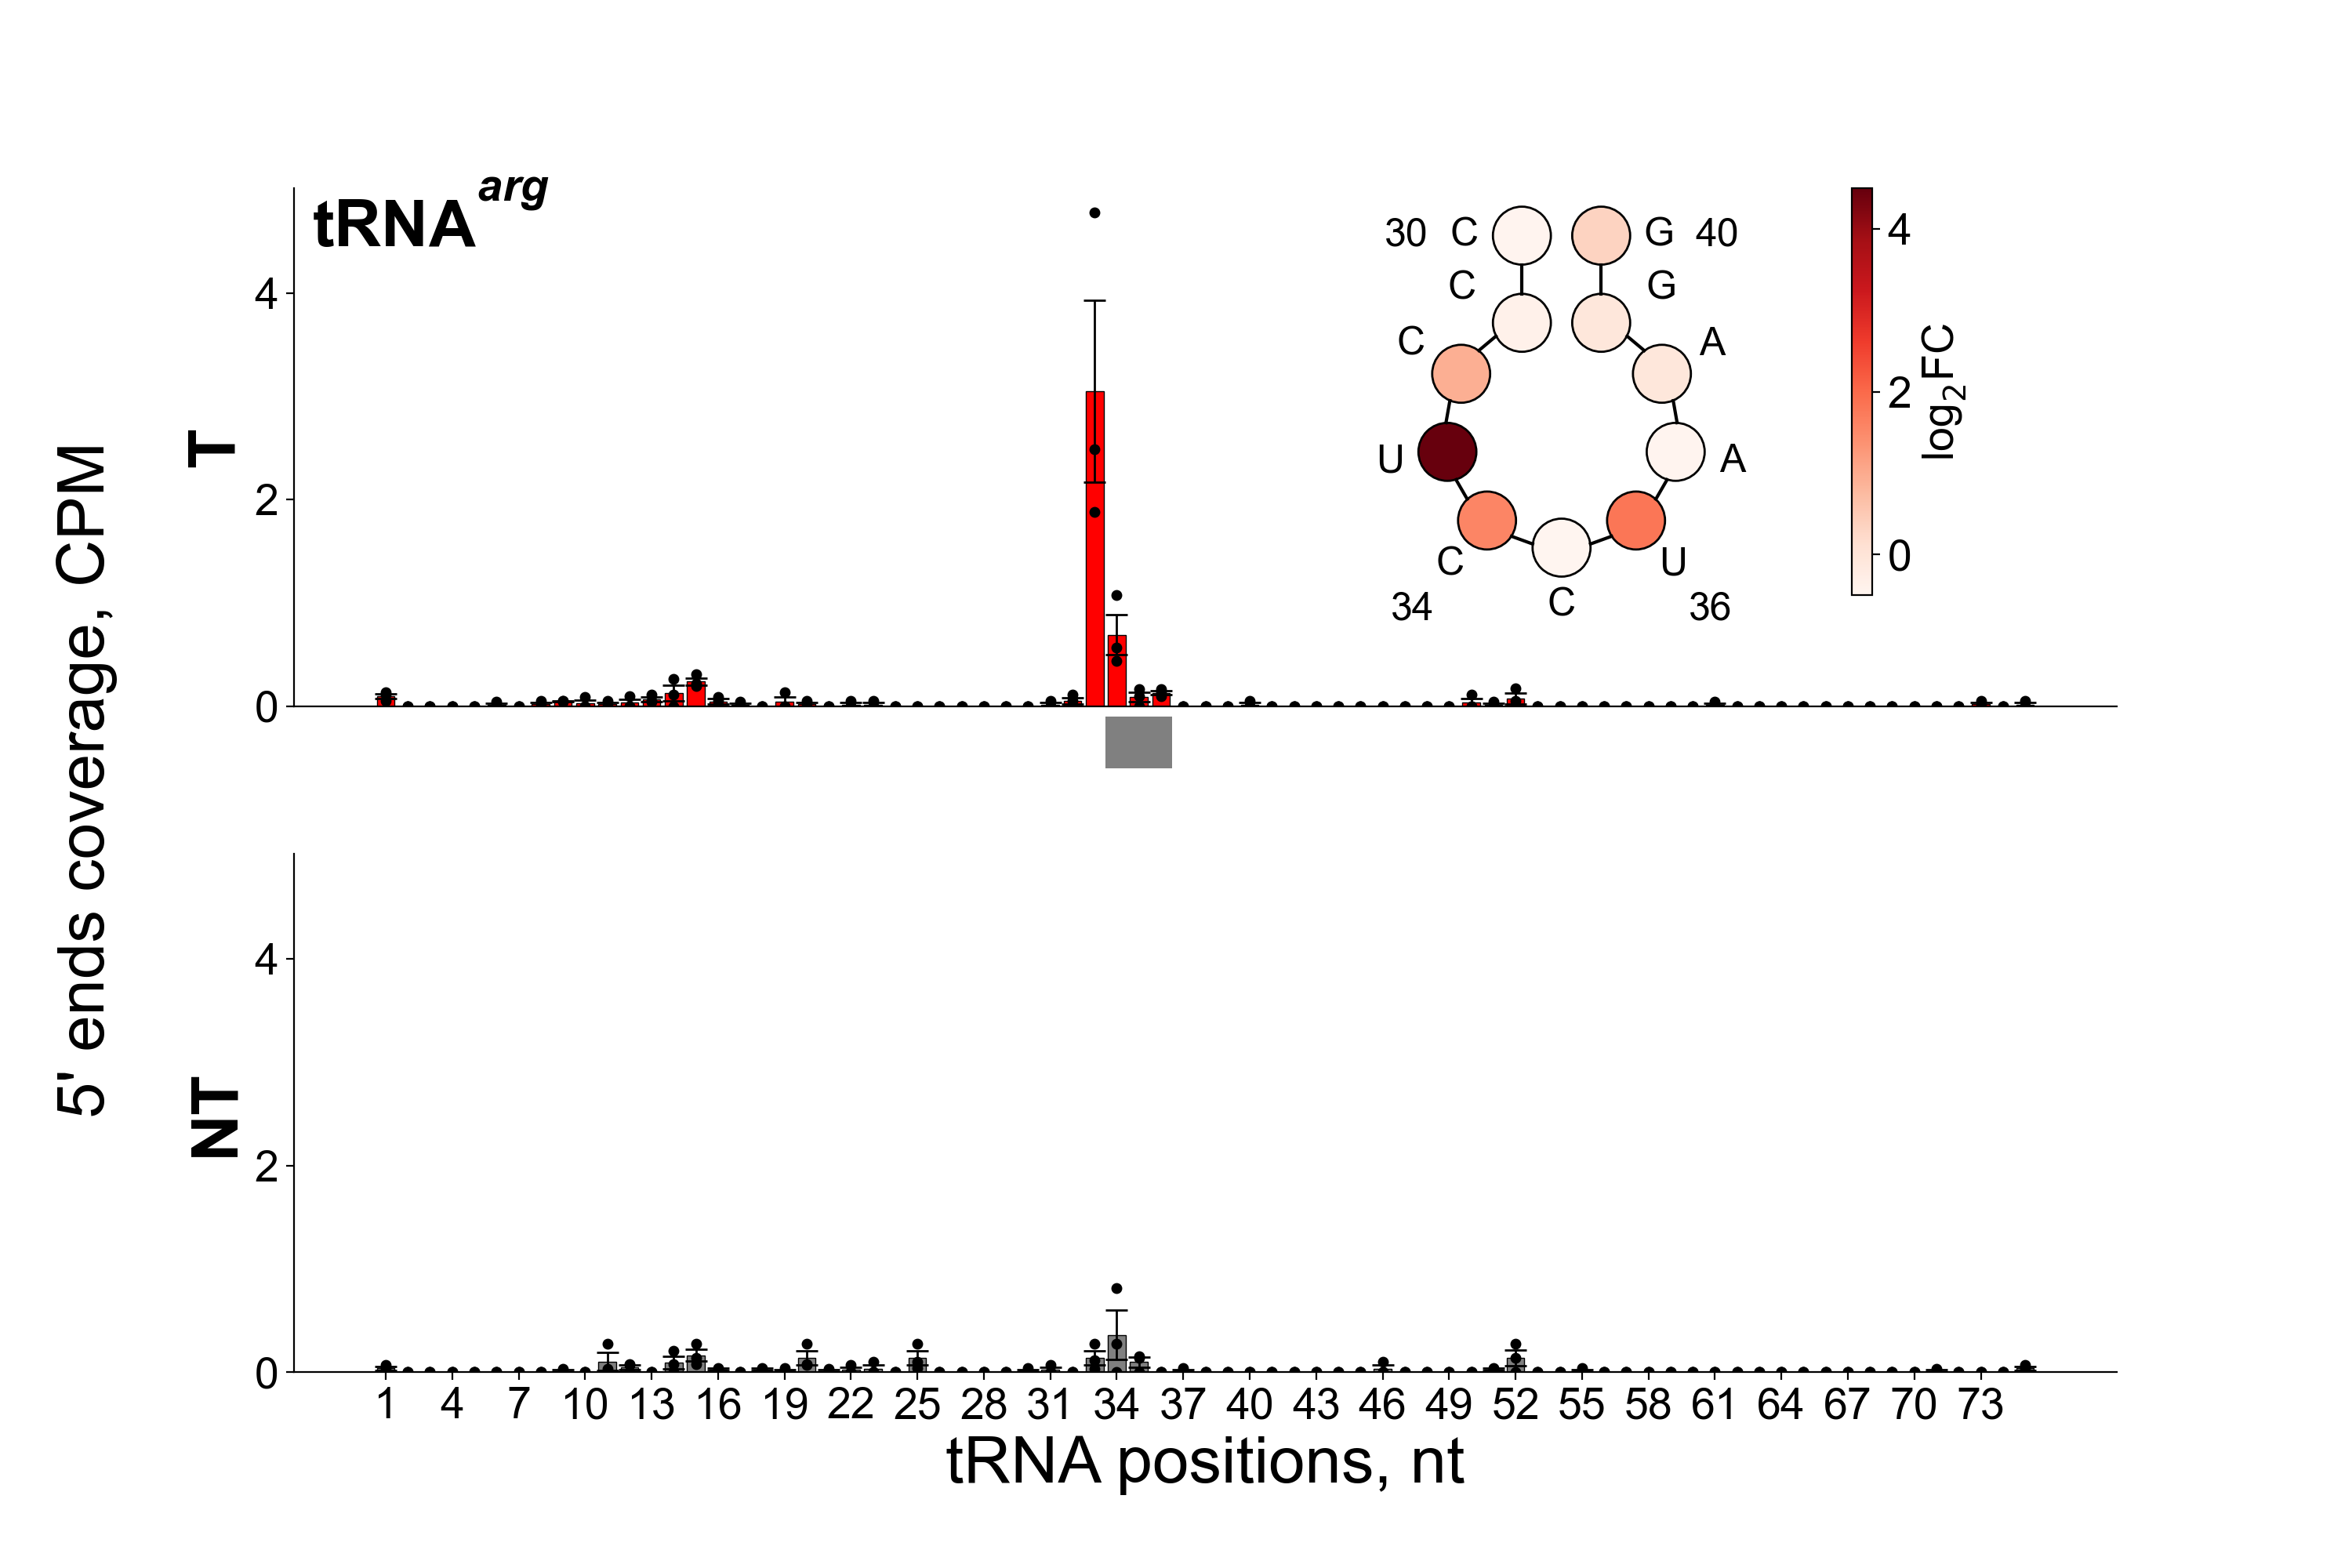 tRNA^arg
T
4
2
0
30 C G 40
C G
C A
U A
C U
34 C 36
4
2
0
log₂FC
5' ends coverage, CPM
NT
4
2
0
1 4 7 10 13 16 19 22 25 28 31 34 37 40 43 46 49 52 55 58 61 64 67 70 73
tRNA positions, nt